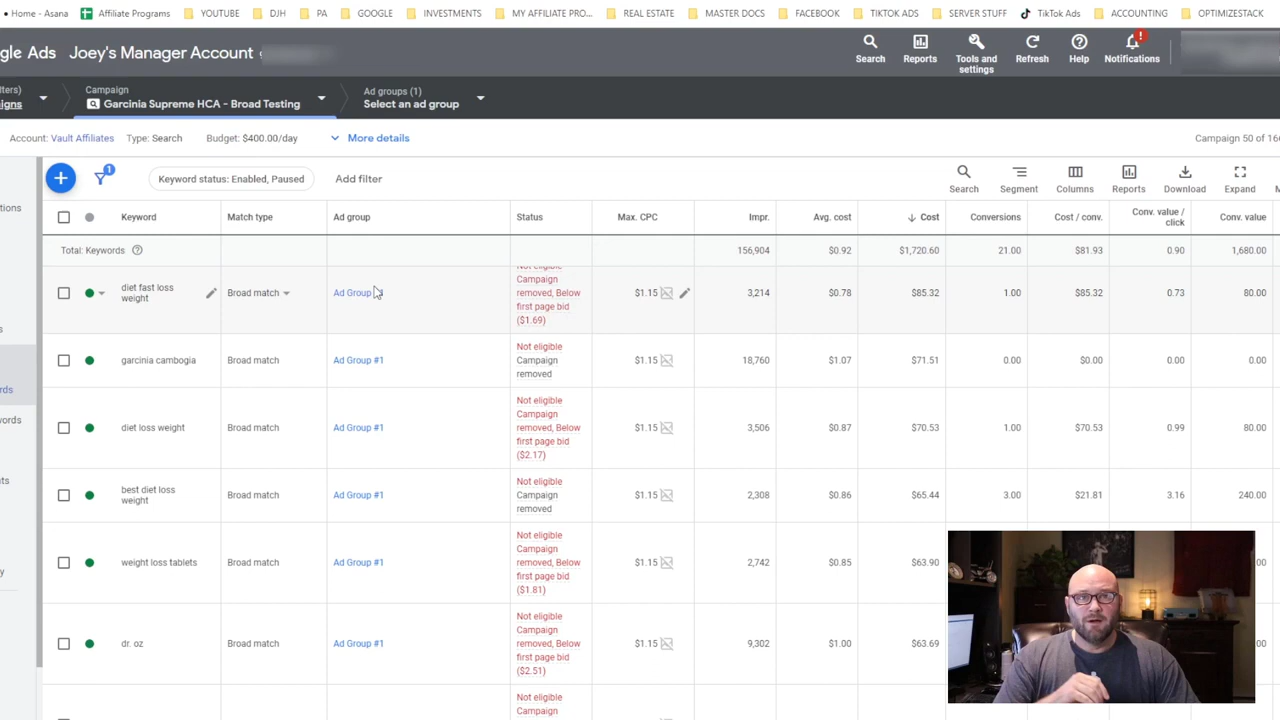 Home - Asana Affiliate Programs YOUTUBE DJH PA GOOGLE INVESTMENTS MY AFFILIATE PRO... REAL ESTATE MASTER DOCS FACEBOOK TIKTOK ADS SERVER STUFF TikTok Ads ACCOUNTING OPTIMIZESTACK
gle Ads Joey's Manager Account
Search Reports Tools and settings Refresh Help Notifications
!
lters) Campaign Ad groups (1)
igns Garcinia Supreme HCA - Broad Testing Select an ad group
Account: Vault Affiliates Type: Search Budget: $400.00/day More details Campaign 50 of 16
1
Keyword status: Enabled, Paused Add filter
Search Segment Columns Reports Download Expand
tions
Keyword Match type Ad group Status Max. CPC Impr. Avg. cost Cost Conversions Cost / conv. Conv. value / click Conv. value
Total: Keywords 156,904 $0.92 $1,720.60 21.00 $81.93 0.90 1,680.00
Not eligible
Campaign
diet fast loss weight Broad match Ad Group removed, Below $1.15 3,214 $0.78 $85.32 1.00 $85.32 0.73 80.00
first page bid
($1.69)
s
Not eligible
garcinia cambogia Broad match Ad Group #1 Campaign $1.15 18,760 $1.07 $71.51 0.00 $0.00 0.00 0.00
removed
rds
Not eligible
Campaign
ords
diet loss weight Broad match Ad Group #1 removed, Below $1.15 3,506 $0.87 $70.53 1.00 $70.53 0.99 80.00
first page bid
($2.17)
ts
Not eligible
best diet loss weight Broad match Ad Group #1 Campaign $1.15 2,308 $0.86 $65.44 3.00 $21.81 3.16 240.00
removed
Not eligible
Campaign
weight loss tablets Broad match Ad Group #1 removed, Below $1.15 2,742 $0.85 $63.90 00
first page bid
y
($1.81)
Not eligible
Campaign
dr. oz Broad match Ad Group #1 removed, Below $1.15 9,302 $1.00 $63.69 00
first page bid
($2.51)
Not eligible
Campaign